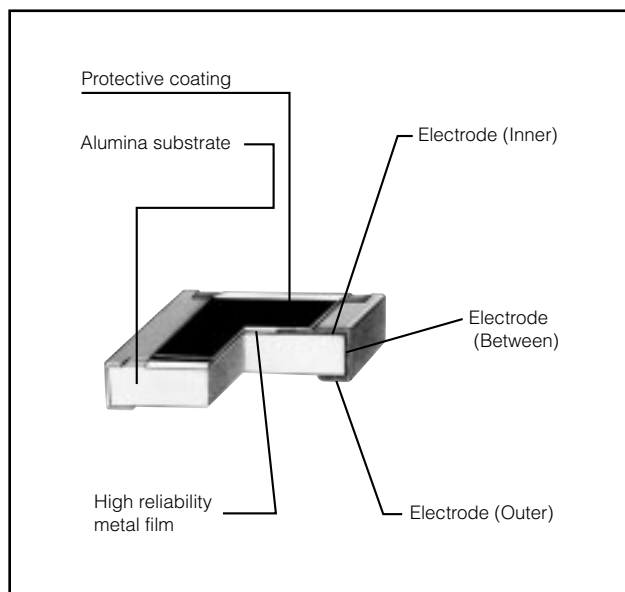 Protective coating
Alumina substrate
Electrode (Inner)
Electrode
(Between)
High reliability
metal film
Electrode (Outer)